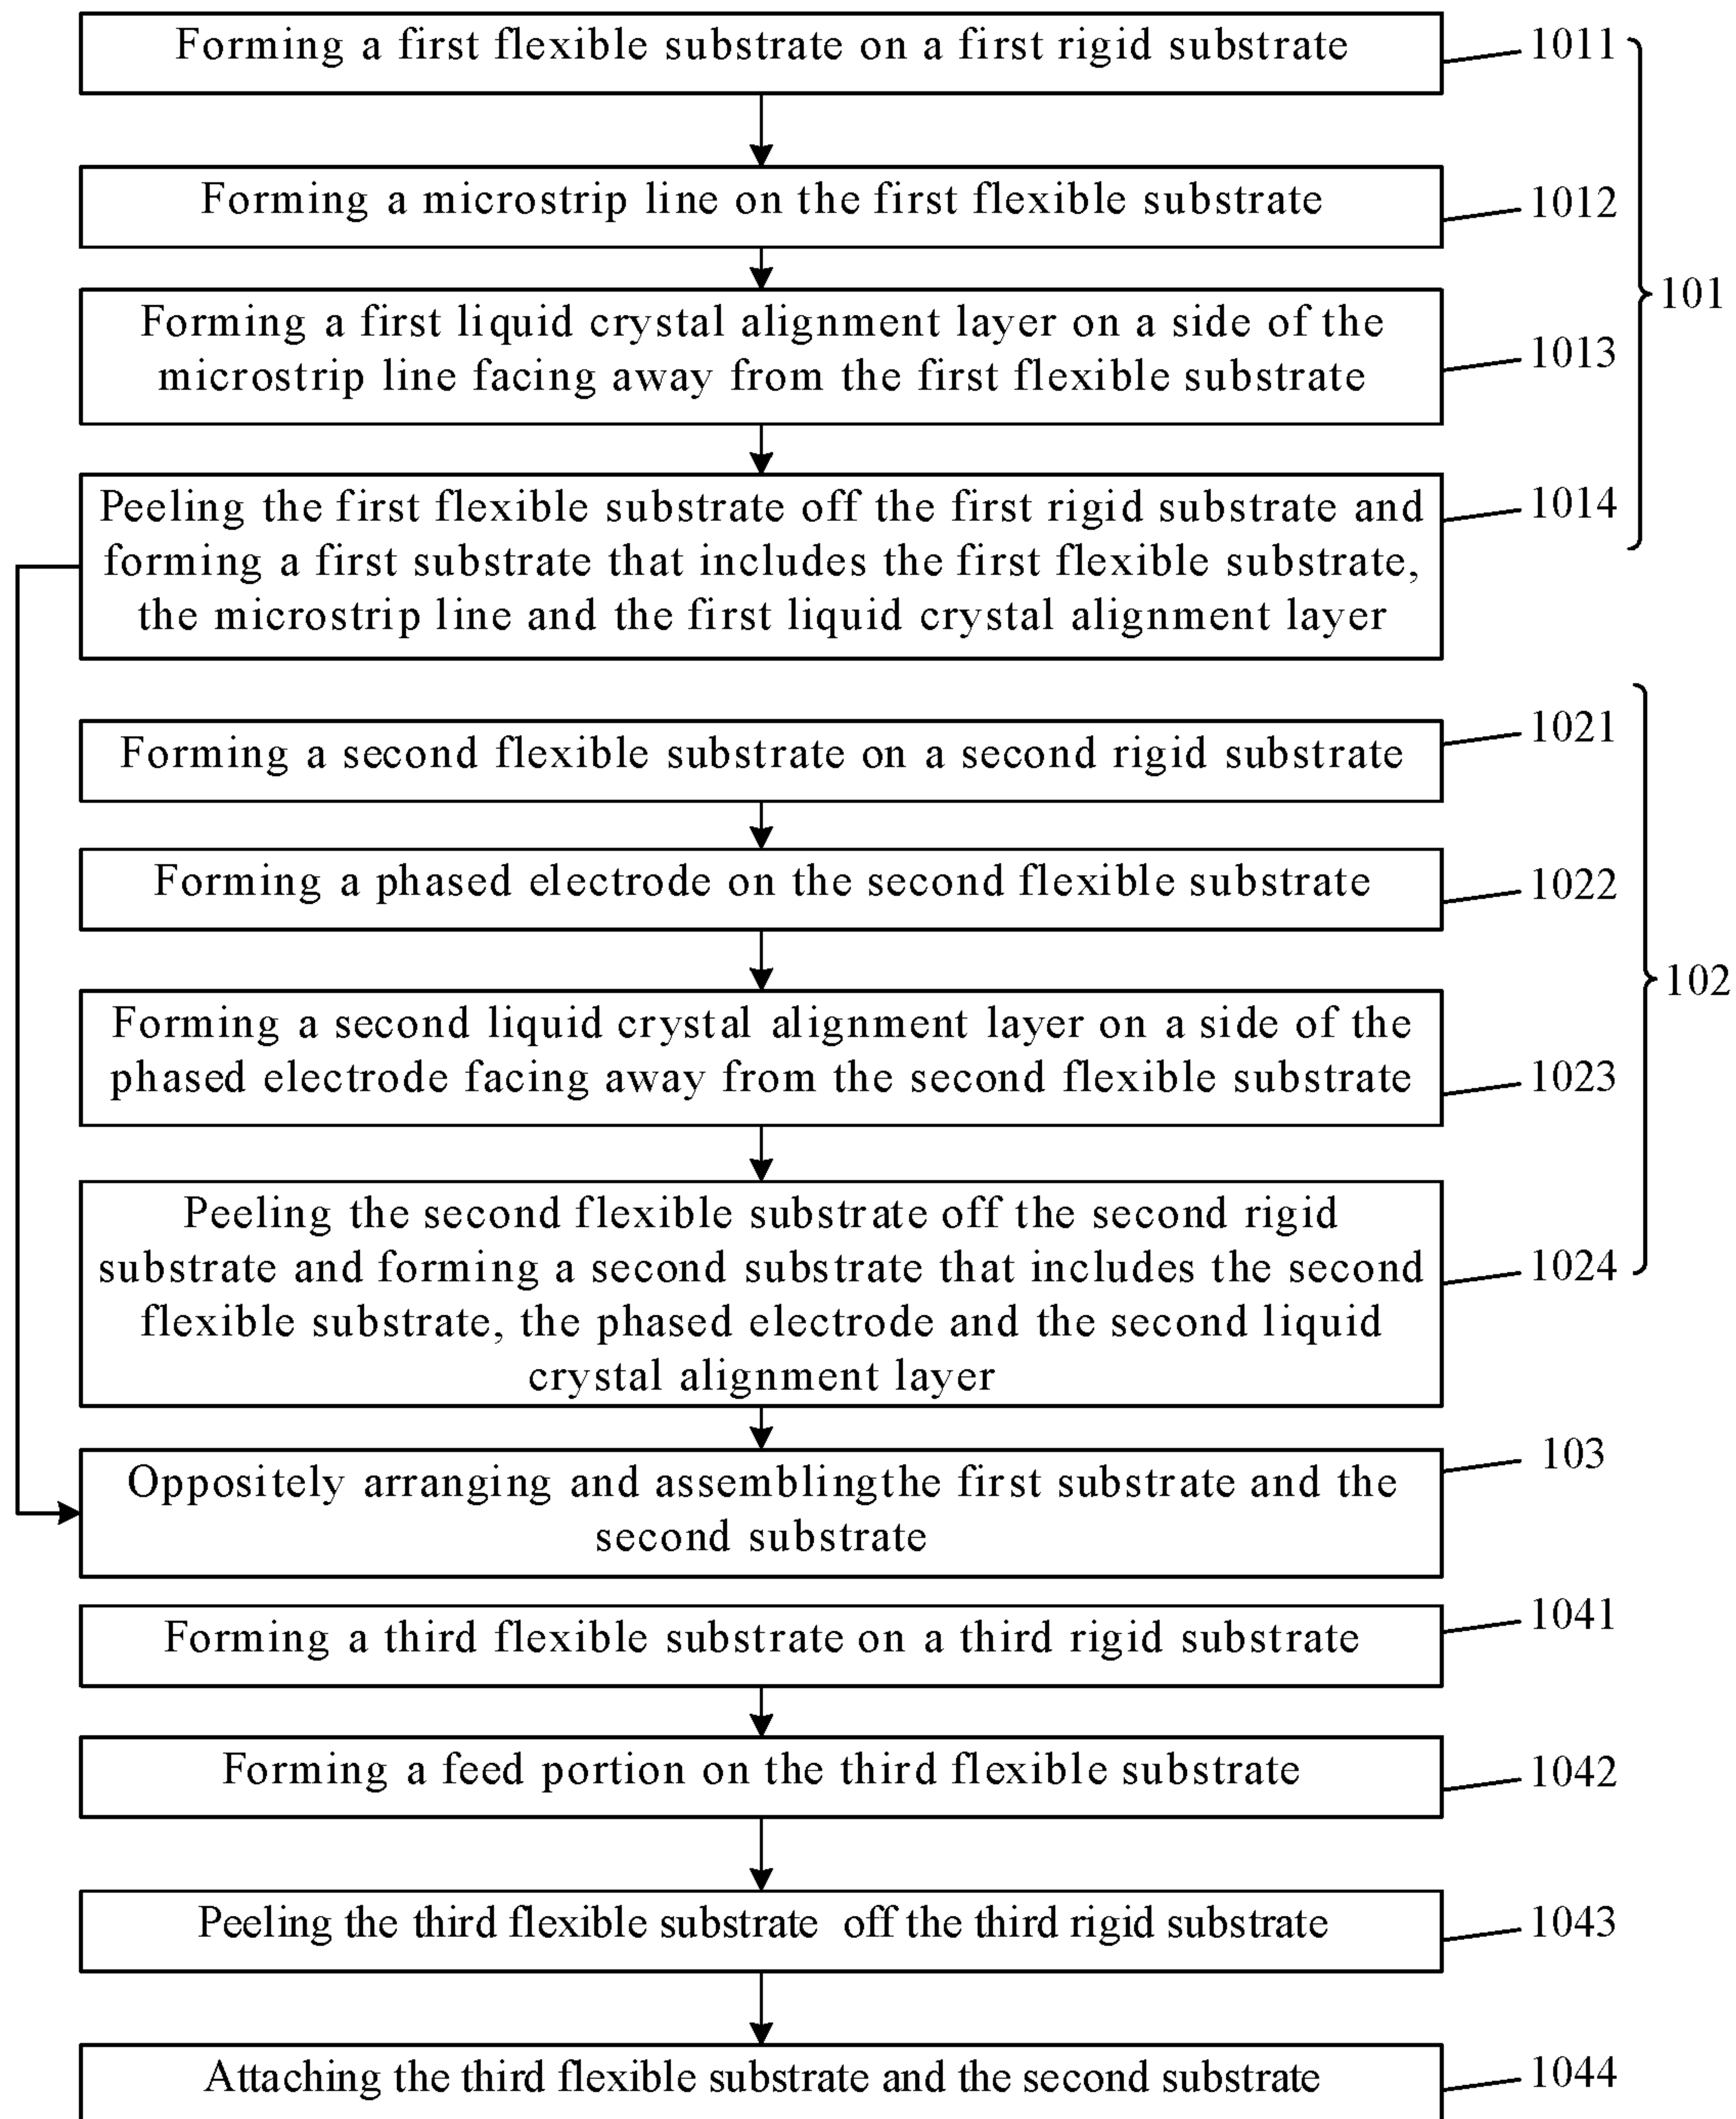 Forming a first flexible substrate on a first rigid substrate
1011
Forming a microstrip line on the first flexible substrate
1012
Forming a first liquid crystal alignment layer on a side of the
microstrip line facing away from the first flexible substrate
1013
101
Peeling the first flexible substrate off the first rigid substrate and
forming a first substrate that includes the first flexible substrate,
the microstrip line and the first liquid crystal alignment layer
1014
Forming a second flexible substrate on a second rigid substrate
1021
Forming a phased electrode on the second flexible substrate
1022
Forming a second liquid crystal alignment layer on a side of the
phased electrode facing away from the second flexible substrate
1023
102
Peeling the second flexible substrate off the second rigid
substrate and forming a second substrate that includes the second
flexible substrate, the phased electrode and the second liquid
crystal alignment layer
1024
Oppositely arranging and assemblingthe first substrate and the
second substrate
103
Forming a third flexible substrate on a third rigid substrate
1041
Forming a feed portion on the third flexible substrate
1042
Peeling the third flexible substrate off the third rigid substrate
1043
Attaching the third flexible substrate and the second substrate
1044